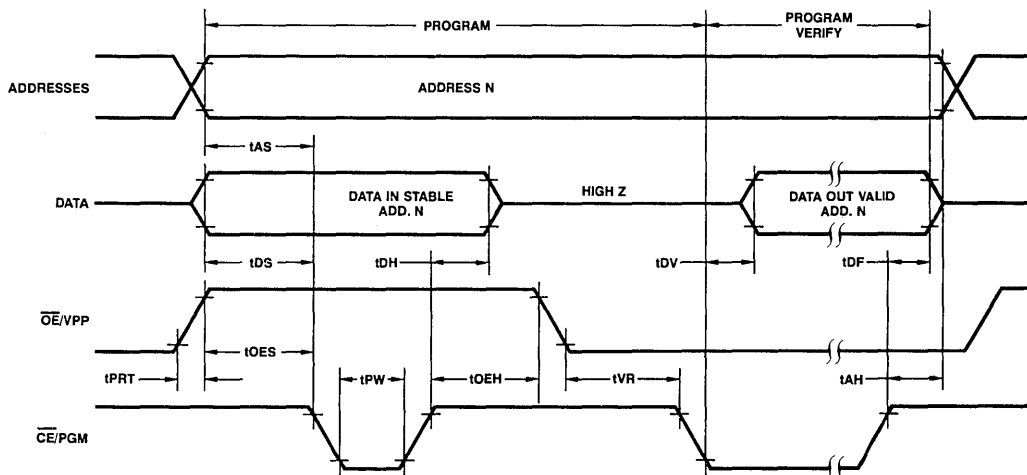 PROGRAM
PROGRAM
VERIFY
ADDRESSES
ADDRESS N
tAS
DATA
DATA IN STABLE
ADD. N
HIGH Z
DATA OUT VALID
ADD. N
tDS
tDH
tDV
tDF
OE/VPP
tOES
tPRT
tPW
tOEH
tVR
tAH
CE/PGM